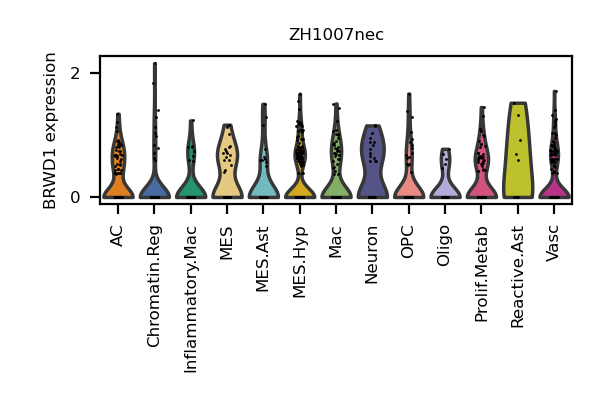 ZH1007nec
BRWD1 expression
2
0
AC
Chromatin.Reg
Inflammatory.Mac
MES
MES.Ast
MES.Hyp
Mac
Neuron
OPC
Oligo
Prolif.Metab
Reactive.Ast
Vasc